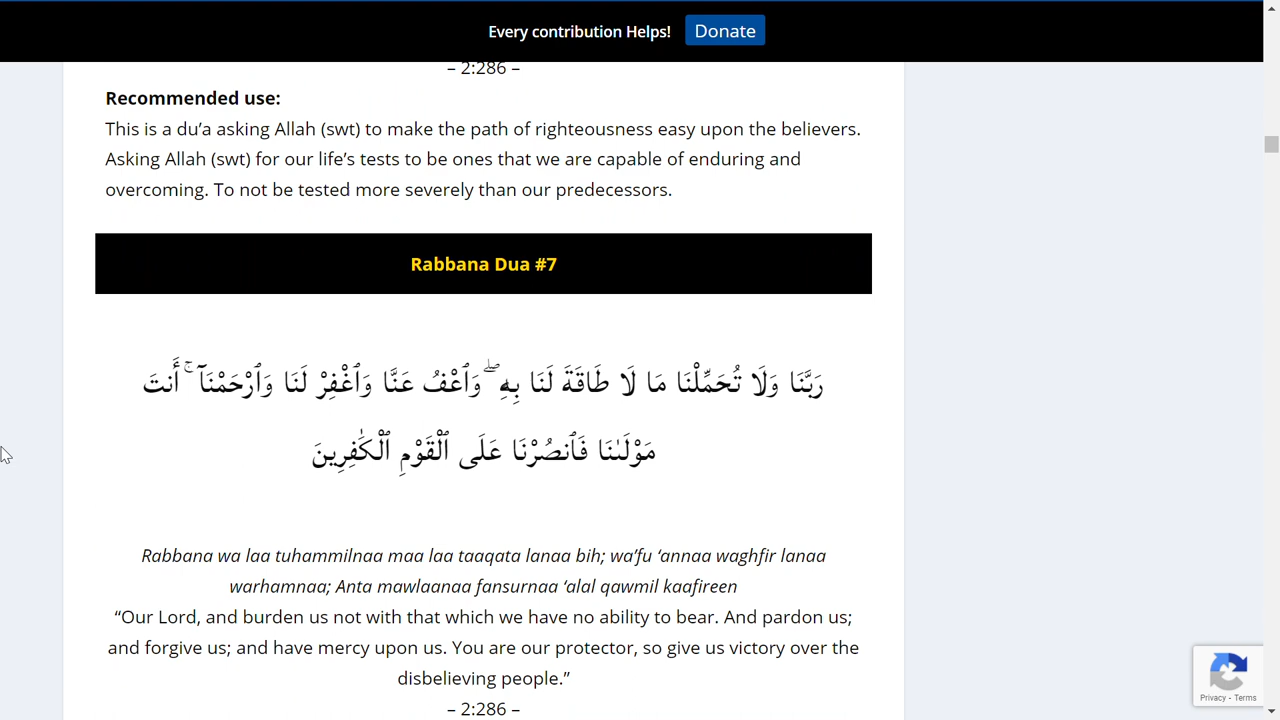 Every contribution Helps! Donate
– 2:286 –
Recommended use:
This is a du’a asking Allah (swt) to make the path of righteousness easy upon the believers.
Asking Allah (swt) for our life’s tests to be ones that we are capable of enduring and
overcoming. To not be tested more severely than our predecessors.
Rabbana Dua #7
رَبَّنَا وَلَا تُحَمِّلْنَا مَا لَا طَاقَةَ لَنَا بِهِۦ ۖ وَٱعْفُ عَنَّا وَٱغْفِرْ لَنَا وَٱرْحَمْنَآ ۚ أَنتَ
مَوْلَىٰنَا فَٱنصُرْنَا عَلَى ٱلْقَوْمِ ٱلْكَٰفِرِينَ
Rabbana wa laa tuhammilnaa maa laa taaqata lanaa bih; wa’fu ‘annaa waghfir lanaa
warhamnaa; Anta mawlaanaa fansurnaa ‘alal qawmil kaafireen
“Our Lord, and burden us not with that which we have no ability to bear. And pardon us;
and forgive us; and have mercy upon us. You are our protector, so give us victory over the
disbelieving people.”
– 2:286 –
Privacy - Terms